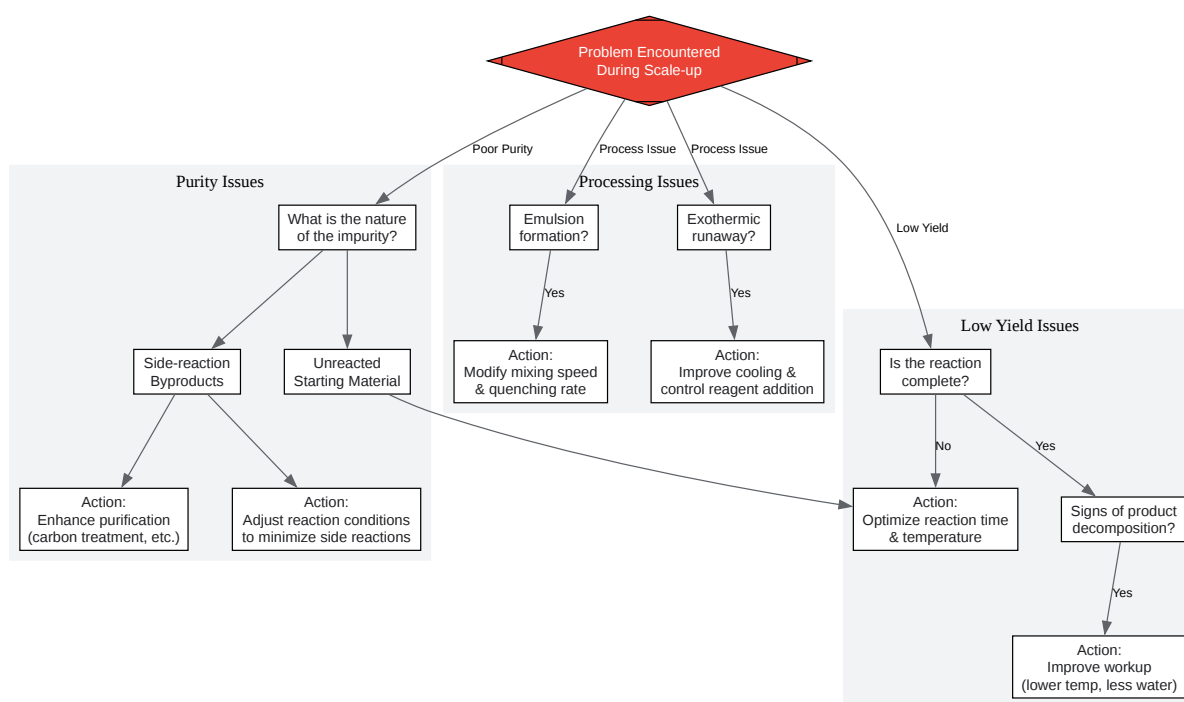 Problem Encountered
During Scale-up
Poor Purity
Process Issue
Process Issue
Low Yield
Purity Issues
What is the nature
of the impurity?
Side-reaction
Byproducts
Unreacted
Starting Material
Action:
Enhance purification
(carbon treatment, etc.)
Action:
Adjust reaction conditions
to minimize side reactions
Processing Issues
Emulsion
formation?
Yes
Action:
Modify mixing speed
& quenching rate
Exothermic
runaway?
Yes
Action:
Improve cooling &
control reagent addition
Low Yield Issues
Is the reaction
complete?
No
Yes
Action:
Optimize reaction time
& temperature
Signs of product
decomposition?
Yes
Action:
Improve workup
(lower temp, less water)